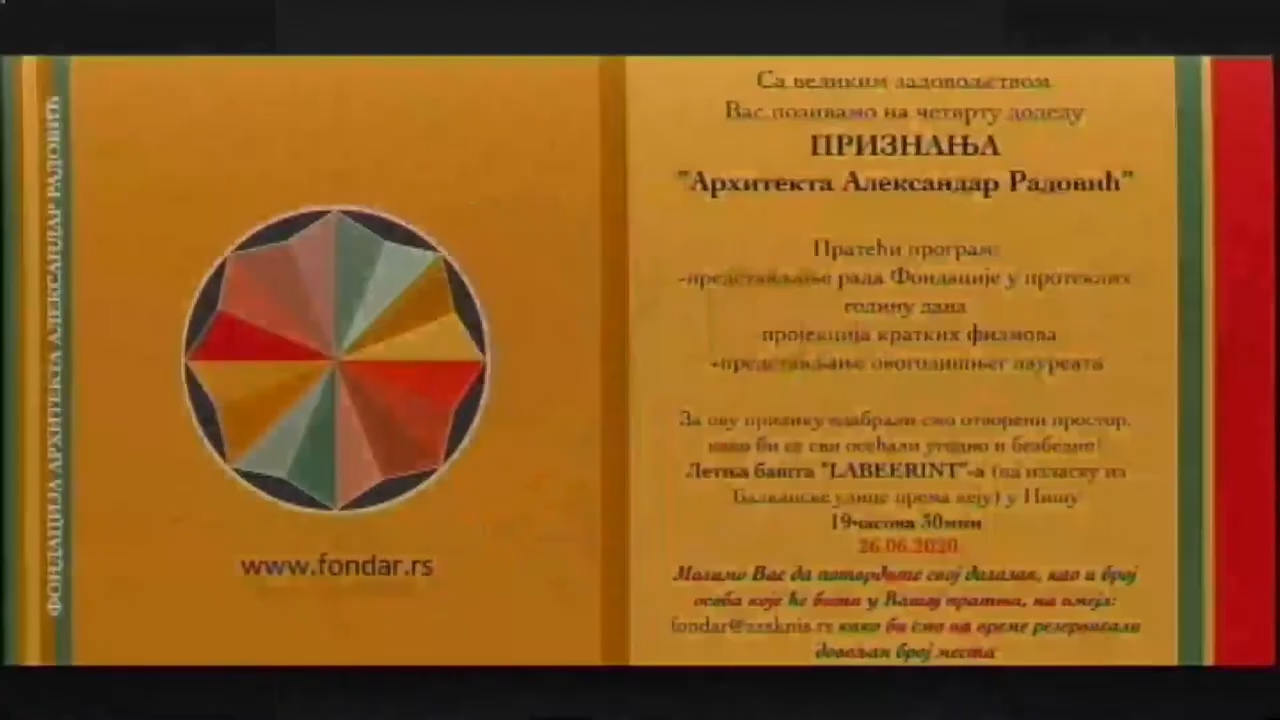 ФОНДАЦИЈА АРХИТЕКТА АЛЕКСАНДАР РАДОВИЋ
www.fondar.rs
Са великим задовољством
Вас позивамо на четврту доделу
ПРИЗНАЊА
"Архитекта Александар Радовић"
Пратећи програм:
-представљање рада Фондације у протеклих
годину дана
-пројекција кратких филмова
-представљање овогодишњег лауреата
За ову прилику одабрали смо отворени простор,
како би се сви осећали угодно и безбедно!
Летња башта "LABEERINT"-а (на изласку из
Балканске улице према кеју) у Нишу
19часова 30мин
26.06.2020.
Молимо Вас да потврдите свој долазак, као и број
особа које ће бити у Вашој пратњи, на имејл:
како би смо на време резервисали
довољан број места